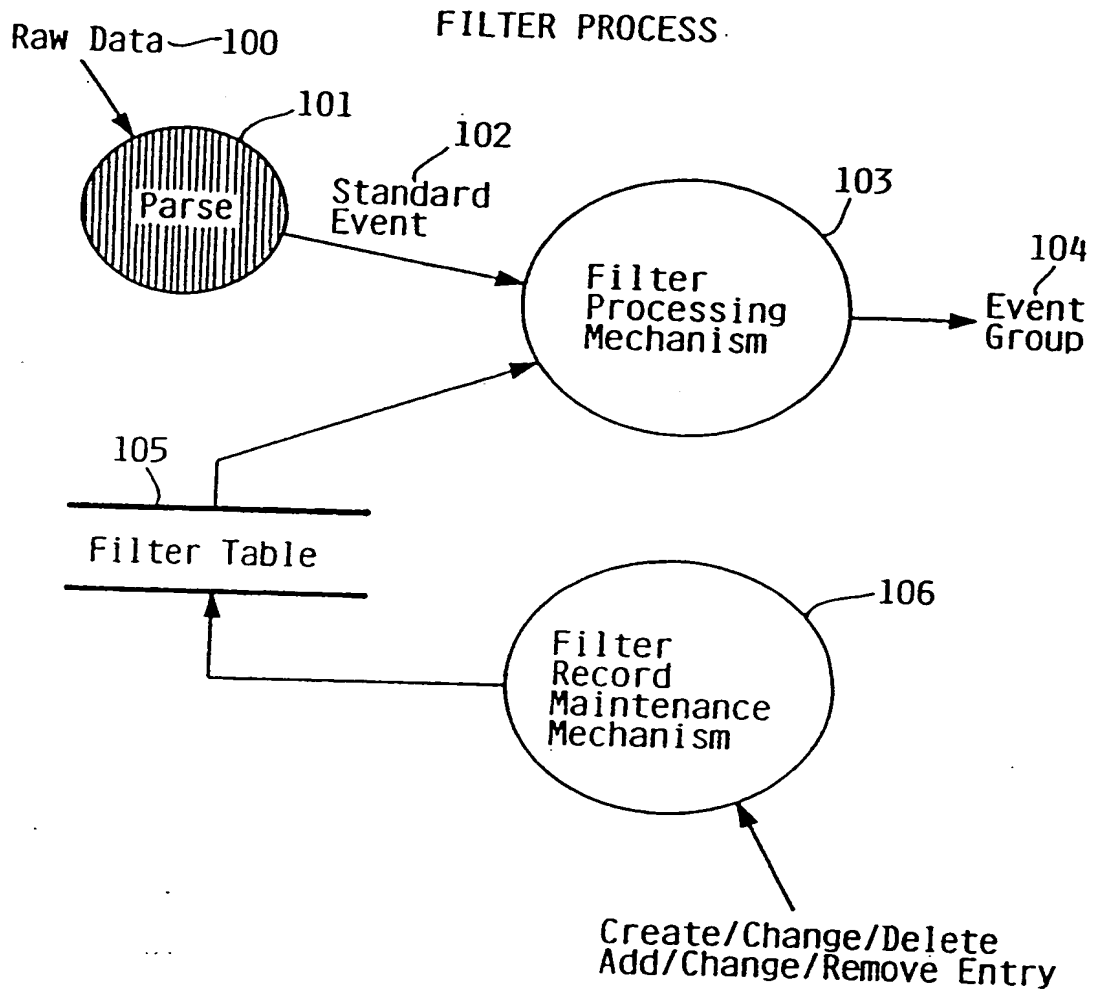 FILTER PROCESS
Raw Data 100
101
102
Parse
Standard
Event
103
Filter
Processing
Mechanism
104
Event
Group
105
Filter Table
106
Filter
Record
Maintenance
Mechanism
Create/Change/Delete
Add/Change/Remove Entry